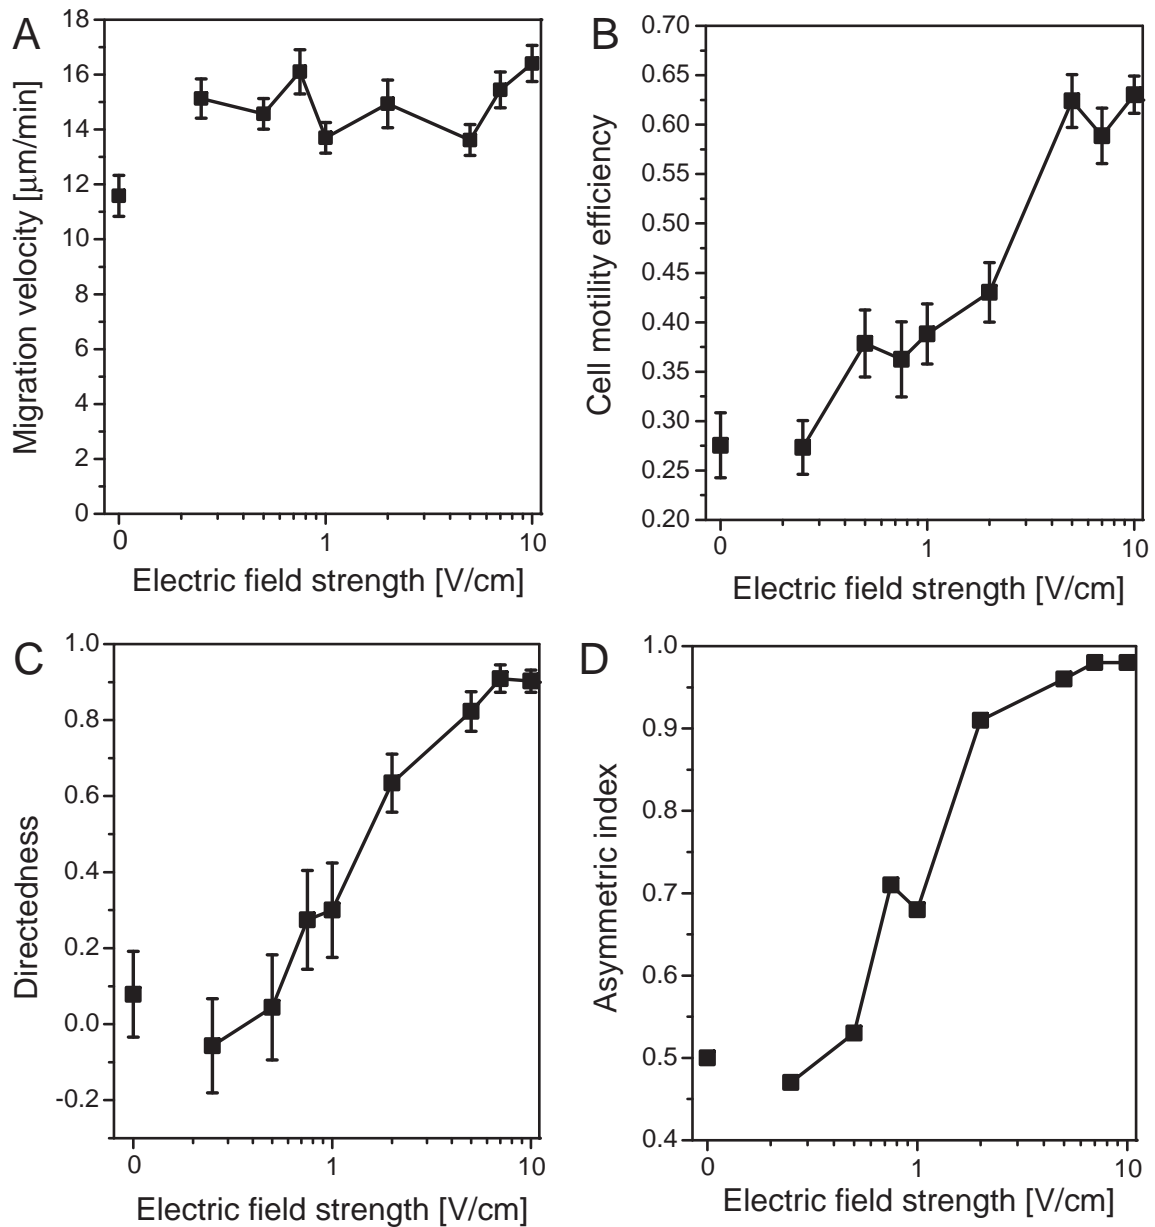 A
Migration velocity [μm/min]
18
16
14
12
10
8
6
4
2
0
0 1 10
Electric field strength [V/cm]
B
Cell motility efficiency
0.70
0.65
0.60
0.55
0.50
0.45
0.40
0.35
0.30
0.25
0.20
0 1 10
Electric field strength [V/cm]
C
Directedness
1.0
0.8
0.6
0.4
0.2
0.0
-0.2
0 1 10
Electric field strength [V/cm]
D
Asymmetric index
1.0
0.9
0.8
0.7
0.6
0.5
0.4
0 1 10
Electric field strength [V/cm]